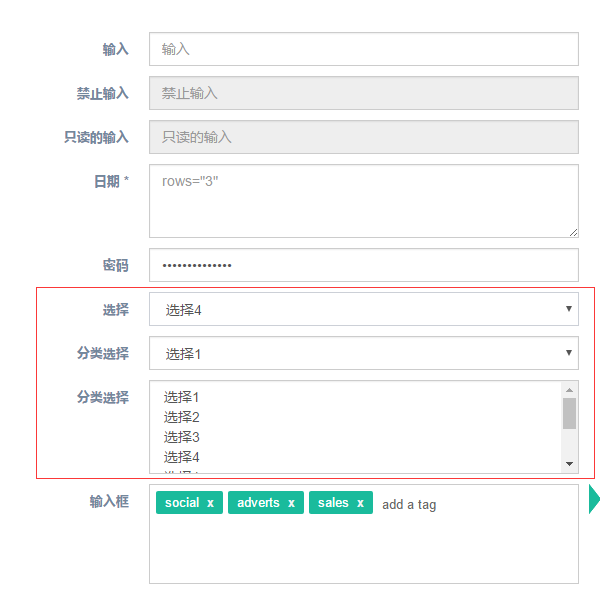 输入 输入
禁止输入 禁止输入
只读的输入 只读的输入
日期 * rows="3"
密码 ••••••••••••••
选择 选择4
分类选择 选择1
分类选择 选择1
选择2
选择3
选择4
输入框 social x adverts x sales x add a tag